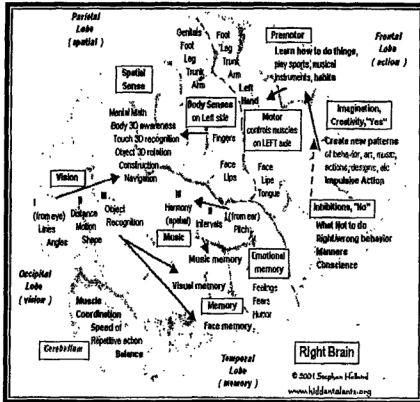 Parietal
Lobe
(spatial)
Genitals
Foot
Leg
Trunk
Arm
Foot
Leg
Trunk
Arm
Left
Hand
Premotor
Learn how to do things,
play sports, musical
instruments, habits
Frontal
Lobe
(action)
Spatial
Sense
Mental Math
Body 3D awareness
Touch 3D recognition
Object 3D rotation
Construction
Navigation
Body Senses
on Left side
Fingers
Face
Lips
Motor
controls muscles
on LEFT side
Face
Lips
Tongue
Imagination,
Creativity, "Yes"
Create new patterns
of behavior, art, music,
actions, designs, etc
Impulsive Action
Inhibitions, "No"
What Not to do
Right/wrong behavior
Manners
Conscience
Vision
I
(from eye)
Lines
Angles
II
Distance
Motion
Shape
III
Object
Recognition
III
Harmony
(spatial)
II
Intervals
I (from ear)
Pitch
Music
Music memory
Visual memory
Memory
Face memory
Emotional
memory
Feelings
Fears
Humor
Occipital
Lobe
(vision)
Muscle
Coordination
Speed of
Repetitive action
Balance
Cerebellum
Temporal
Lobe
(memory)
Right Brain
© 2001 Stephen Holland
www.hiddentalents.org